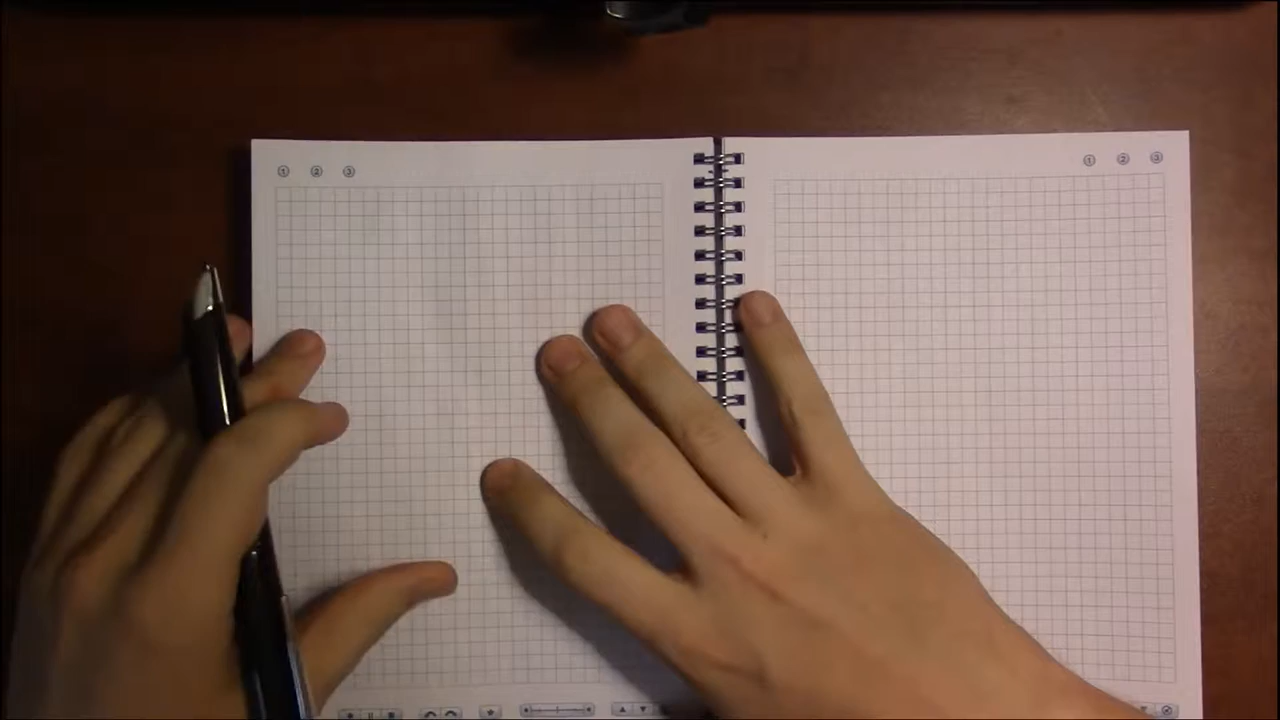 ① ② ③
① ② ③